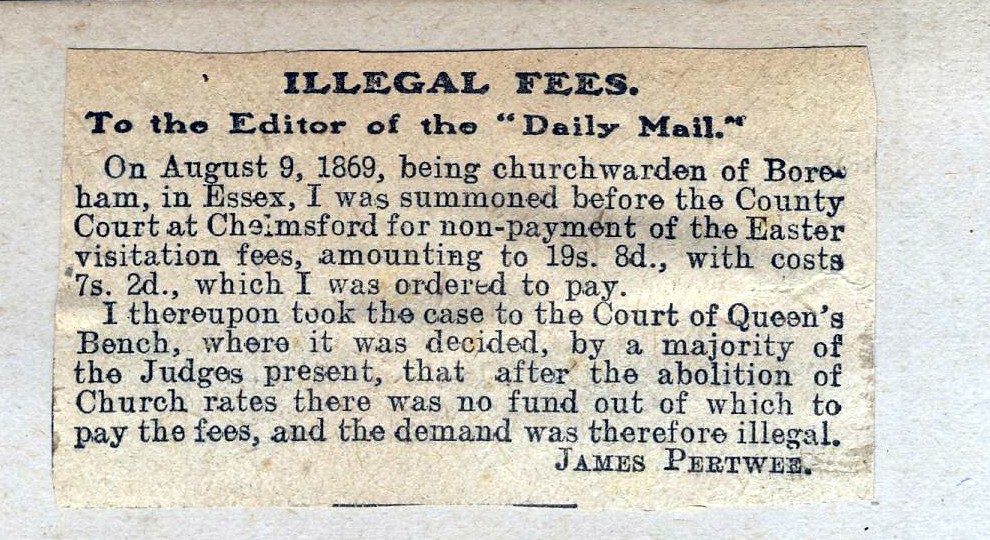 ILLEGAL FEES.
To the Editor of the "Daily Mail."
On August 9, 1869, being churchwarden of Bore-
ham, in Essex, I was summoned before the County
Court at Chelmsford for non-payment of the Easter
visitation fees, amounting to 19s. 8d., with costs
7s. 2d., which I was ordered to pay.
I thereupon took the case to the Court of Queen's
Bench, where it was decided, by a majority of
the Judges present, that after the abolition of
Church rates there was no fund out of which to
pay the fees, and the demand was therefore illegal.
JAMES PERTWEE.